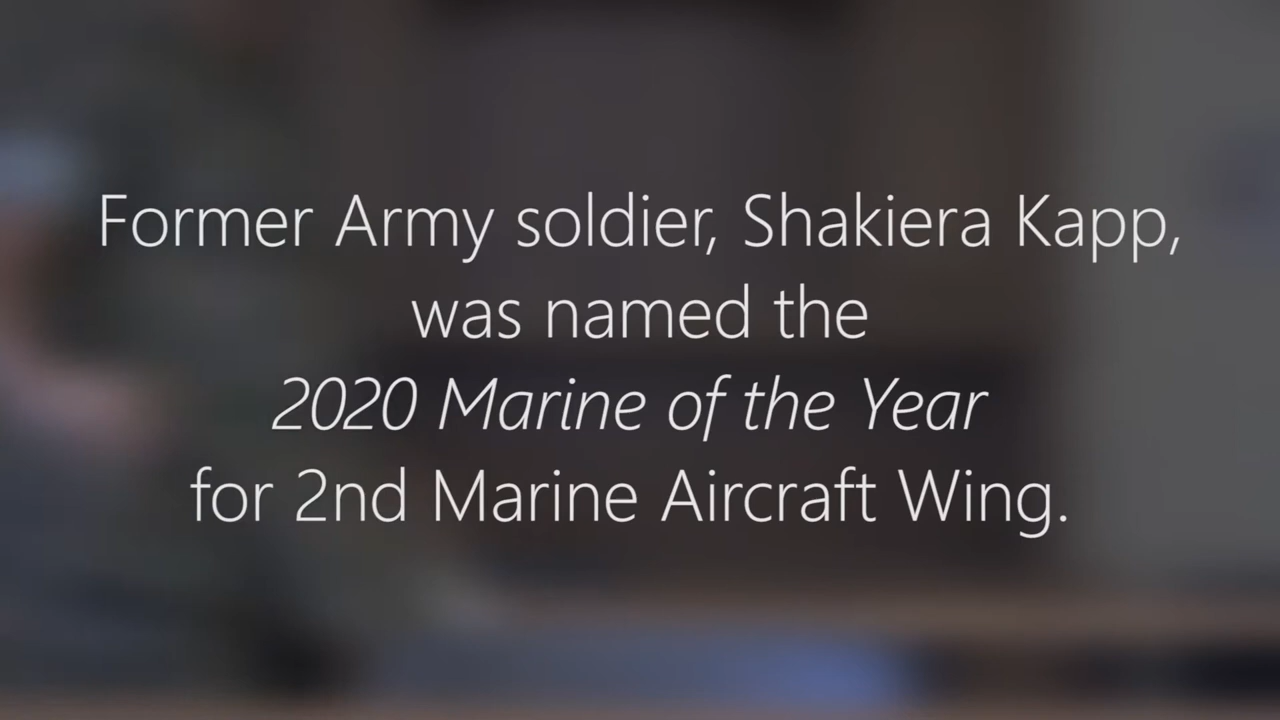 Former Army soldier, Shakiera Kapp,
was named the
2020 Marine of the Year
for 2nd Marine Aircraft Wing.